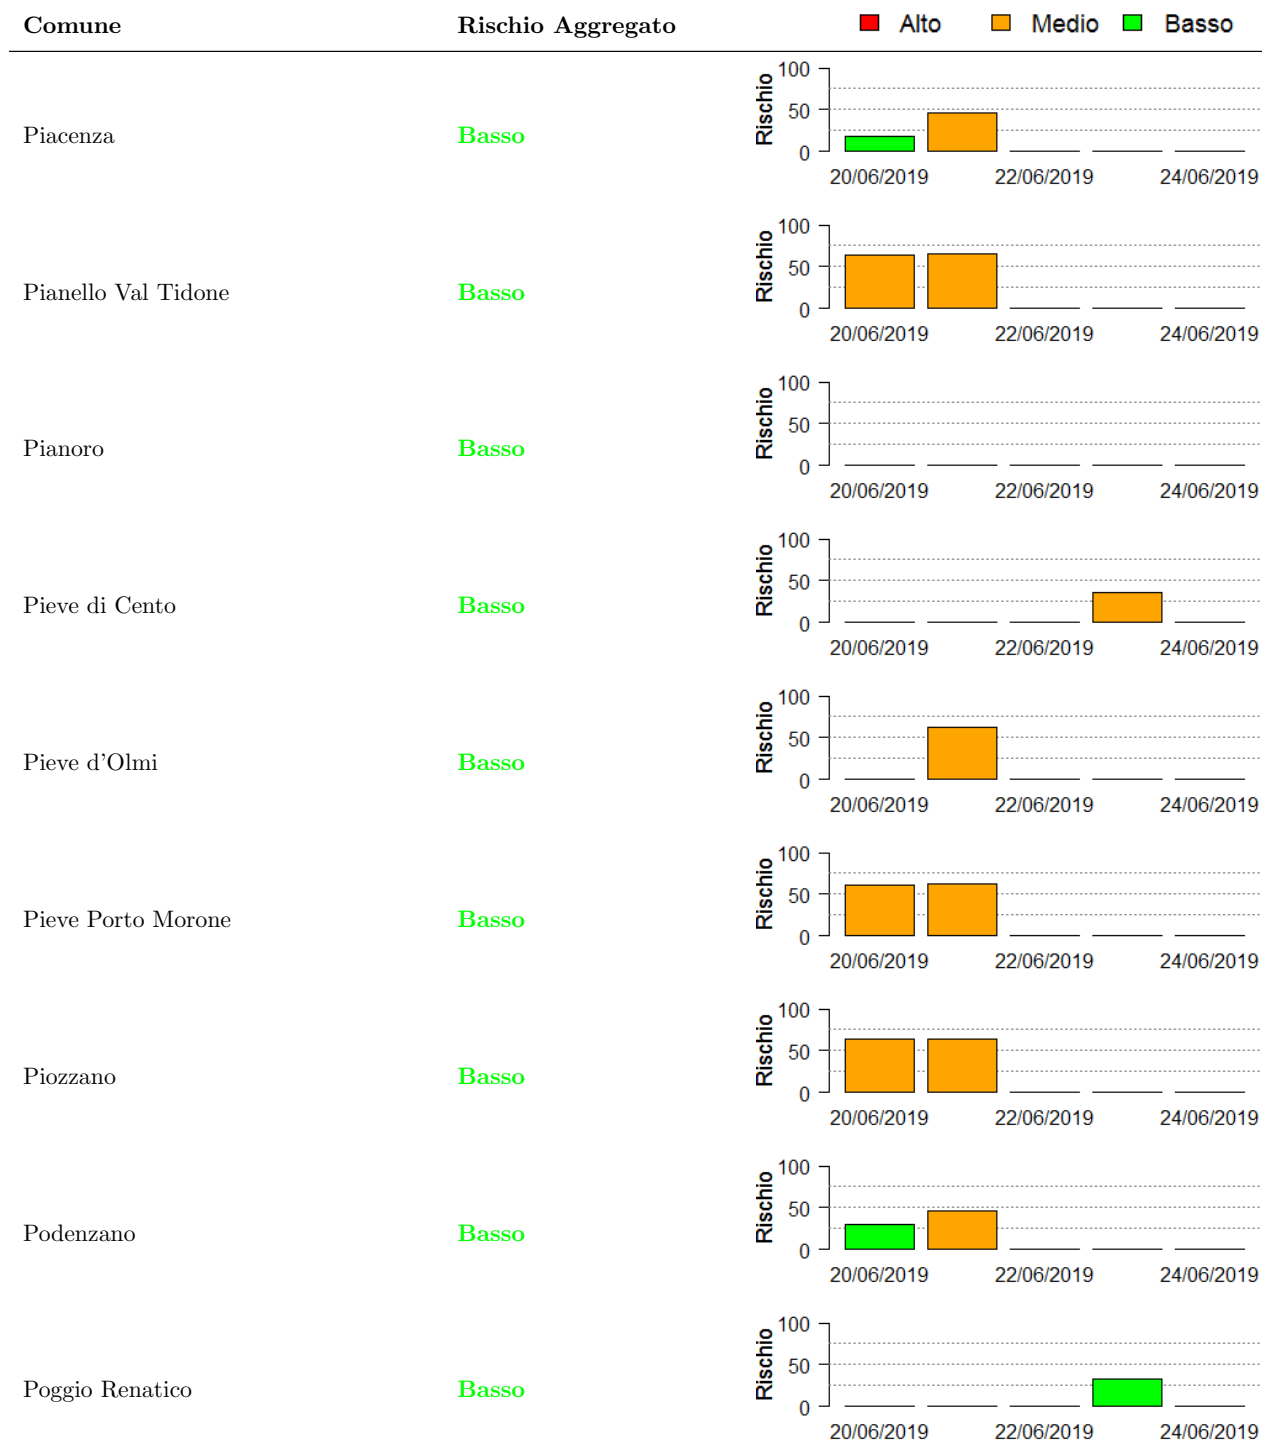 Comune Rischio Aggregato Alto Medio Basso
Piacenza Basso Rischio 100 50 0
20/06/2019 22/06/2019 24/06/2019
Pianello Val Tidone Basso Rischio 100 50 0
20/06/2019 22/06/2019 24/06/2019
Pianoro Basso Rischio 100 50 0
20/06/2019 22/06/2019 24/06/2019
Pieve di Cento Basso Rischio 100 50 0
20/06/2019 22/06/2019 24/06/2019
Pieve d'Olmi Basso Rischio 100 50 0
20/06/2019 22/06/2019 24/06/2019
Pieve Porto Morone Basso Rischio 100 50 0
20/06/2019 22/06/2019 24/06/2019
Piozzano Basso Rischio 100 50 0
20/06/2019 22/06/2019 24/06/2019
Podenzano Basso Rischio 100 50 0
20/06/2019 22/06/2019 24/06/2019
Poggio Renatico Basso Rischio 100 50 0
20/06/2019 22/06/2019 24/06/2019